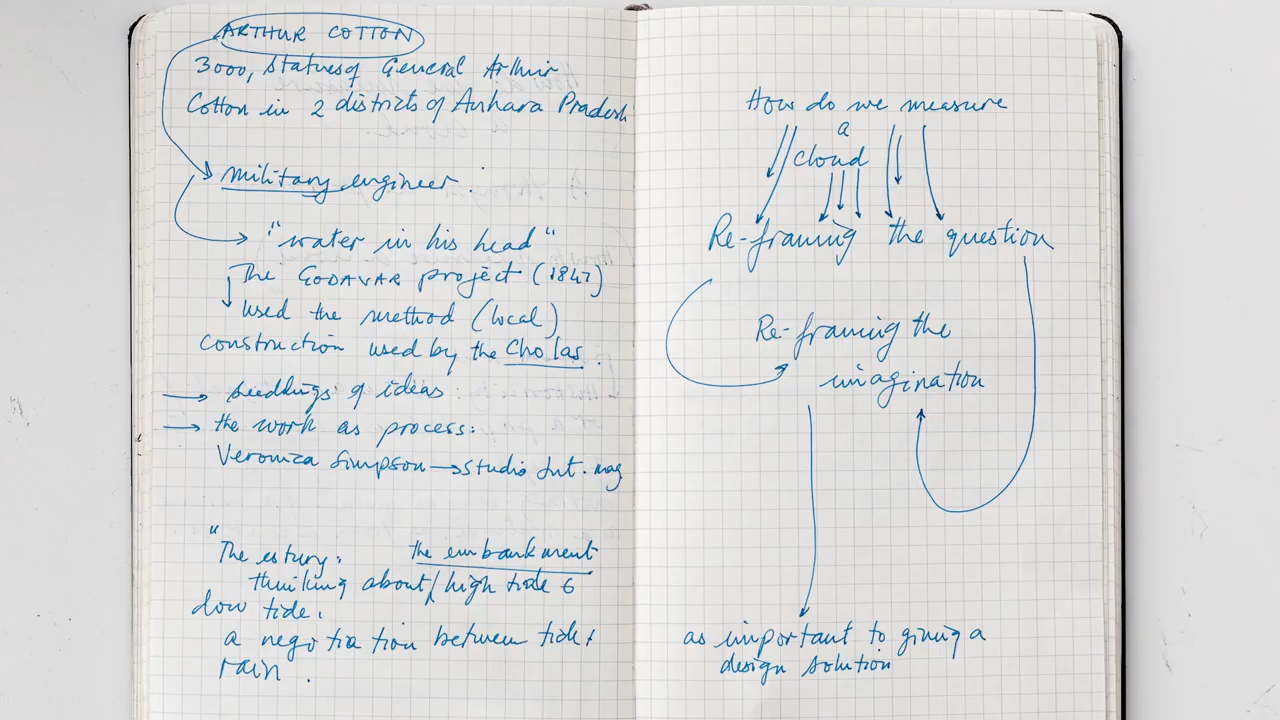 ARTHUR COTTON
3000, Statues of General Arthur
Cotton in 2 districts of Anhara Pradesh
military engineer.
"water in his head"
The GODAVAR project (1847)
used the method (local)
construction used by the Cholas.
→ seedlings of ideas:
→ the work as process:
Veronica Simpson → studio Int. mag
"The estury: the embankment
thinking about/ high tide &
low tide.
a negotiation between tide +
rain.
How do we measure
a
cloud
Re-framing the question
Re-framing the
imagination
as important to giving a
design solution